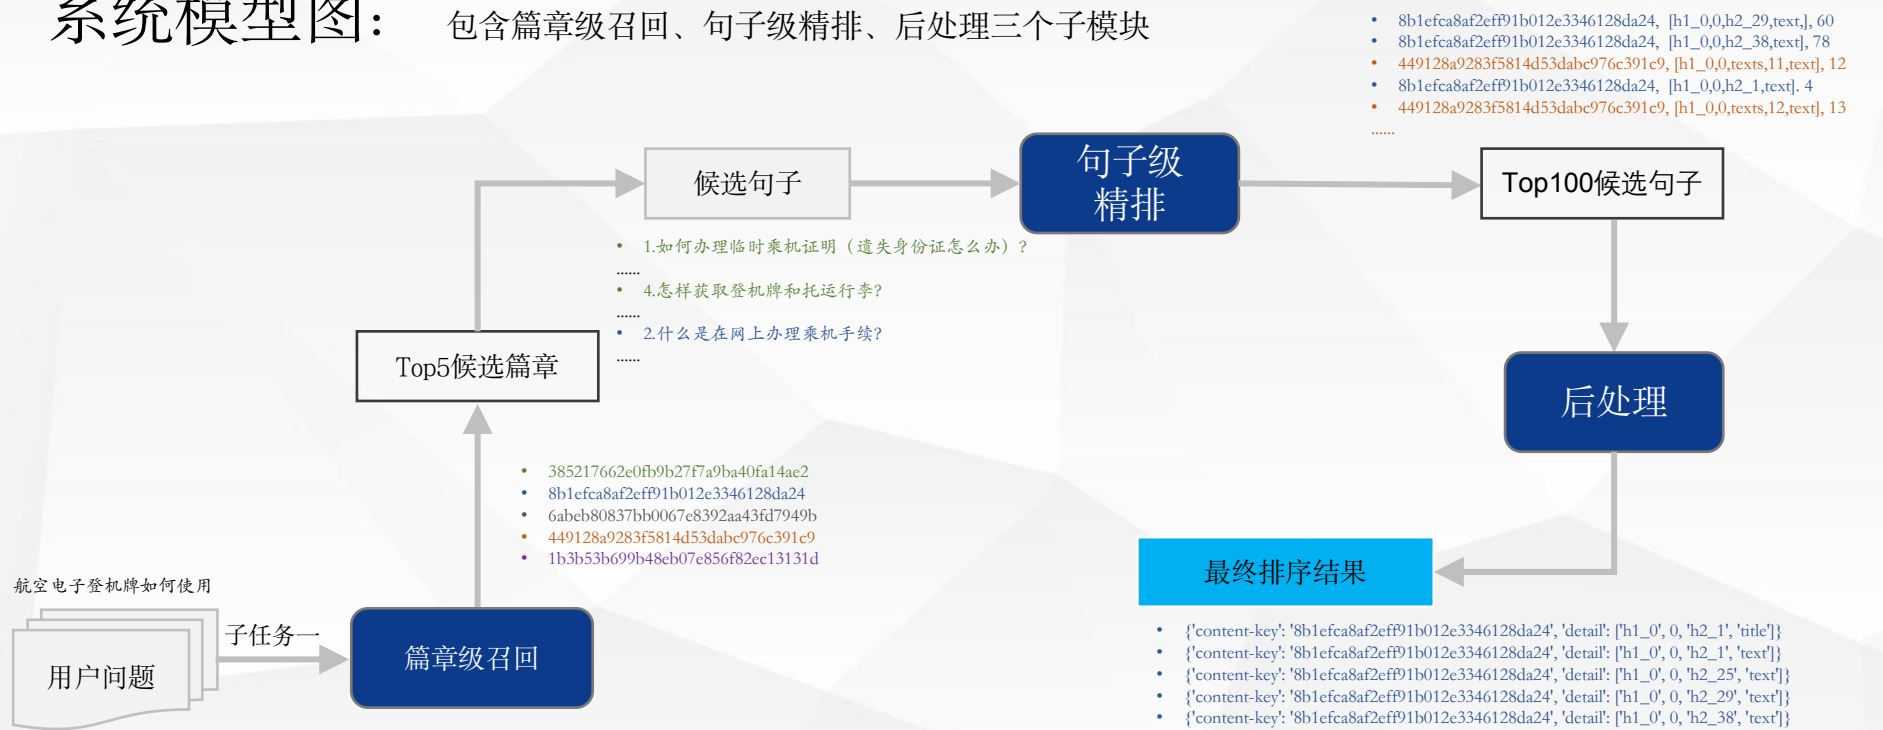 系统模型图：
包含篇章级召回、句子级精排、后处理三个子模块
• 8b1efca8af2eff91b012e3346128da24, [h1_0,0,h2_29,text,], 60
• 8b1efca8af2eff91b012e3346128da24, [h1_0,0,h2_38,text], 78
• 449128a9283f5814d53dabc976c391c9, [h1_0,0,texts,11,text], 12
• 8b1efca8af2eff91b012e3346128da24, [h1_0,0,h2_1,text]. 4
• 449128a9283f5814d53dabc976c391c9, [h1_0,0,texts,12,text], 13
......
候选句子
句子级
精排
Top100候选句子
• 1.如何办理临时乘机证明（遗失身份证怎么办）?
......
• 4.怎样获取登机牌和托运行李?
......
• 2.什么是在网上办理乘机手续?
......
Top5候选篇章
后处理
• 385217662e0fb9b27f7a9ba40fa14ae2
• 8b1efca8af2eff91b012e3346128da24
• 6abeb80837bb0067e8392aa43fd7949b
• 449128a9283f5814d53dabc976c391c9
• 1b3b53b699b48eb07e856f82ec13131d
最终排序结果
航空电子登机牌如何使用
用户问题
子任务一
篇章级召回
• {'content-key': '8b1efca8af2eff91b012e3346128da24', 'detail': ['h1_0', 0, 'h2_1', 'title']}
• {'content-key': '8b1efca8af2eff91b012e3346128da24', 'detail': ['h1_0', 0, 'h2_1', 'text']}
• {'content-key': '8b1efca8af2eff91b012e3346128da24', 'detail': ['h1_0', 0, 'h2_25', 'text']}
• {'content-key': '8b1efca8af2eff91b012e3346128da24', 'detail': ['h1_0', 0, 'h2_29', 'text']}
• {'content-key': '8b1efca8af2eff91b012e3346128da24', 'detail': ['h1_0', 0, 'h2_38', 'text']}